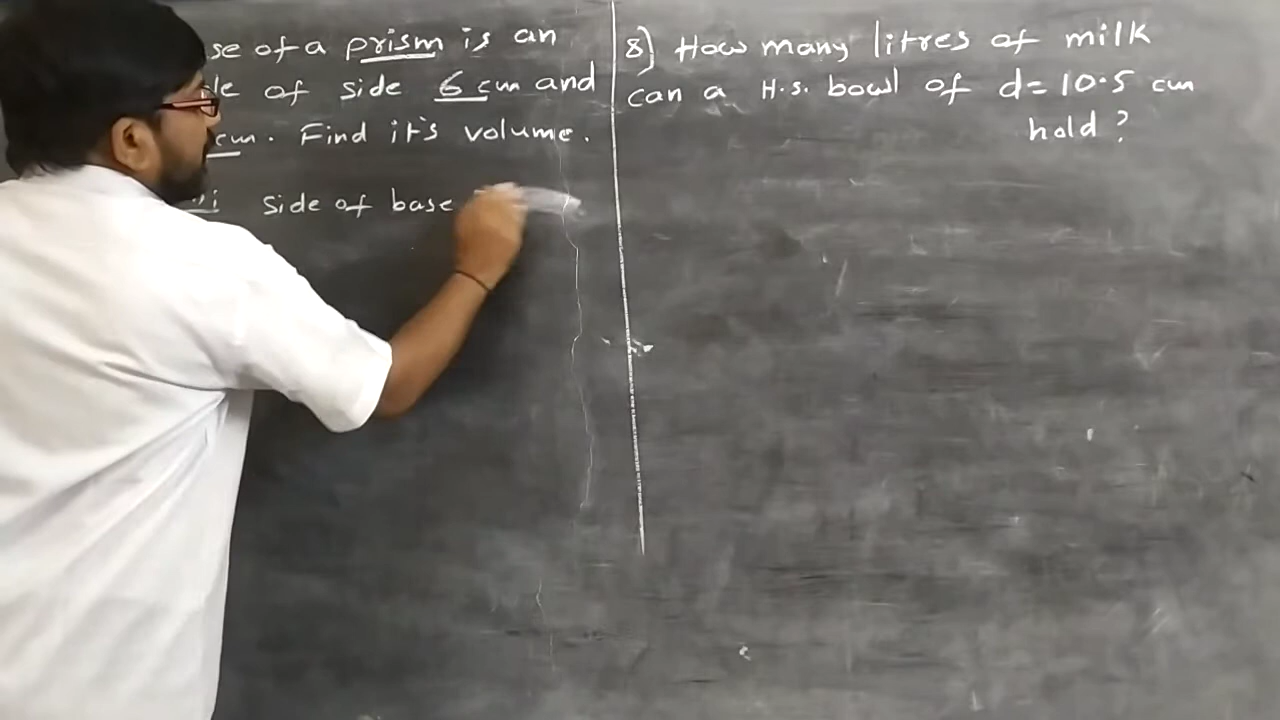 se of a prism is an
le of side 6 cm and
cm. Find it's volume.
Side of base
8) How many litres of milk
can a H.S. bowl of d= 10.5 cm
hold?